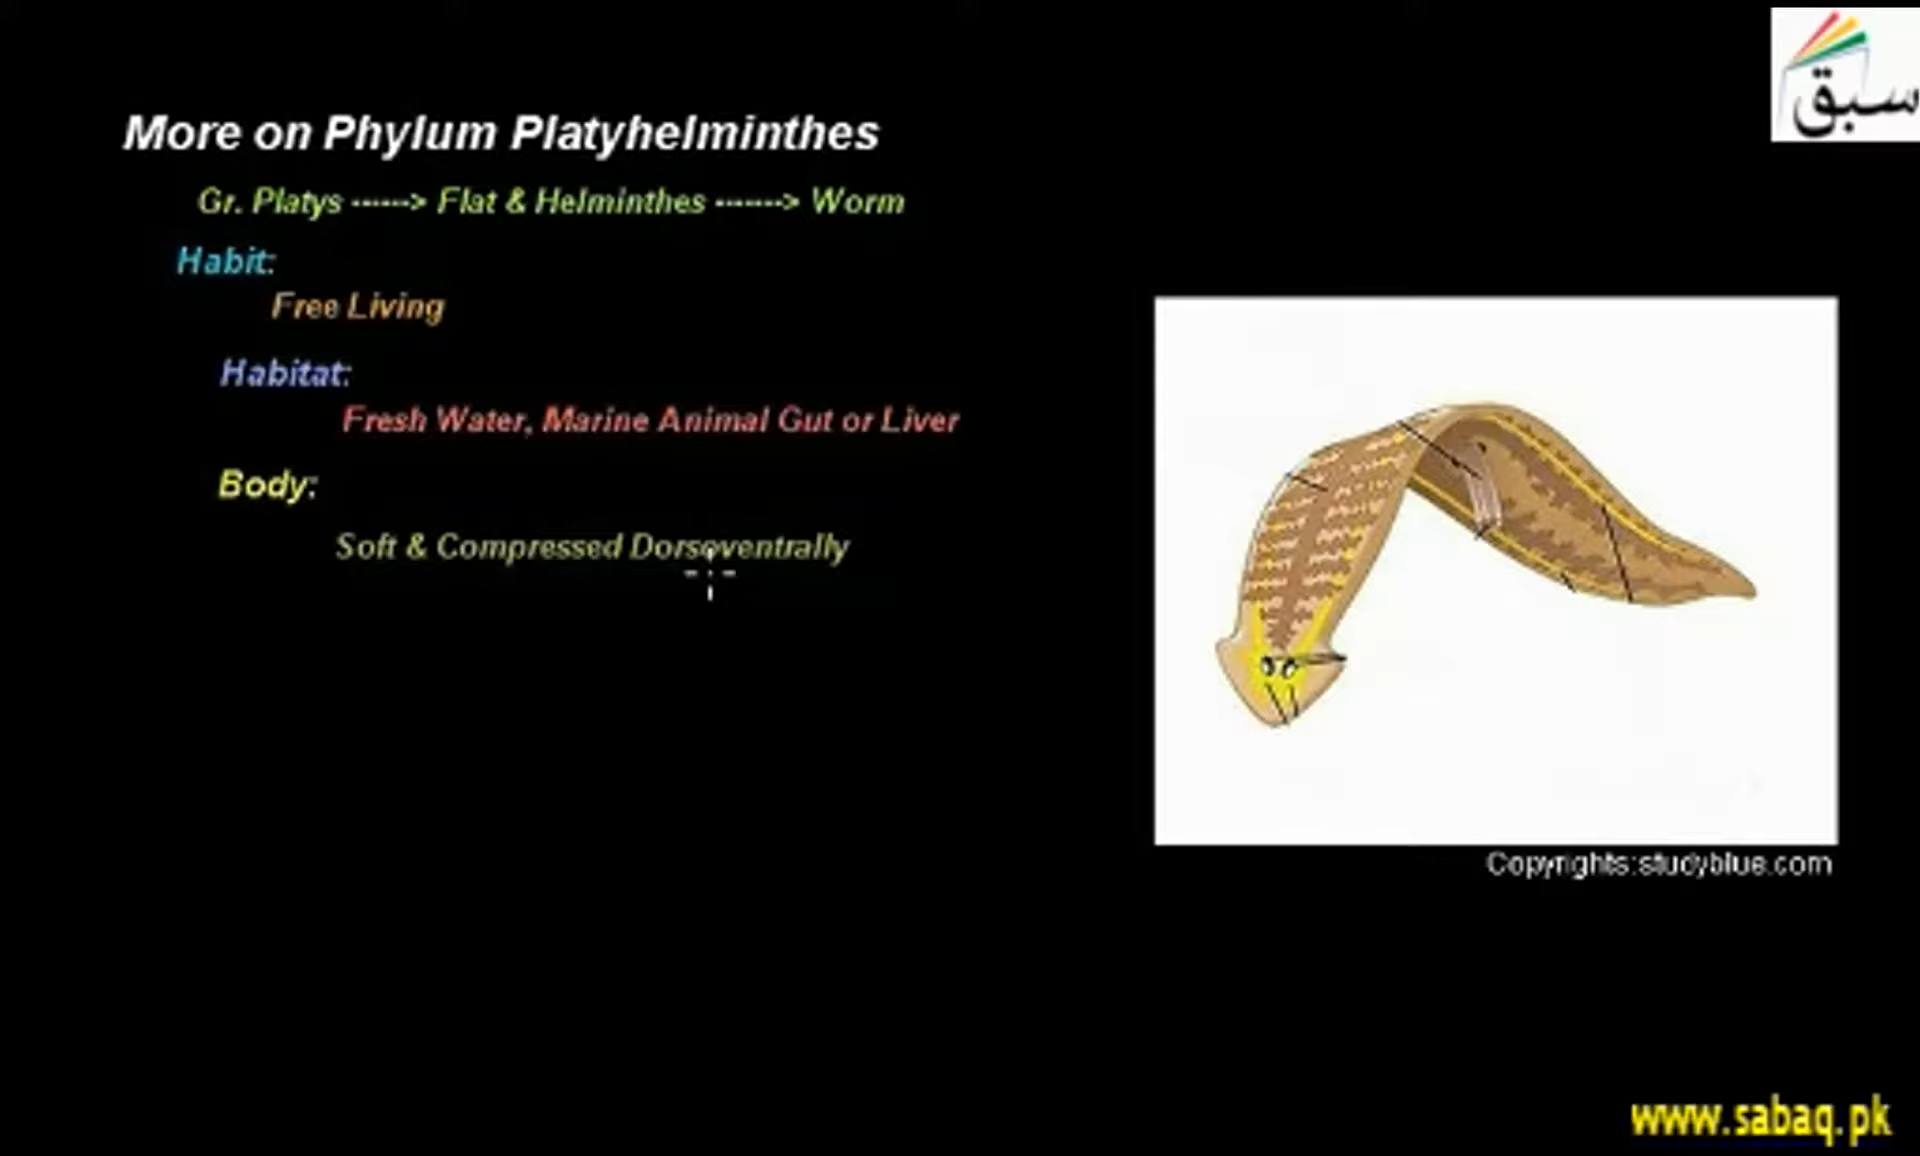 سبق
More on Phylum Platyhelminthes
Gr. Platys ------> Flat & Helminthes -------> Worm
Habit:
Free Living
Habitat:
Fresh Water, Marine Animal Gut or Liver
Body:
Soft & Compressed Dorsoventrally
Copyrights:studyblue.com
www.sabaq.pk